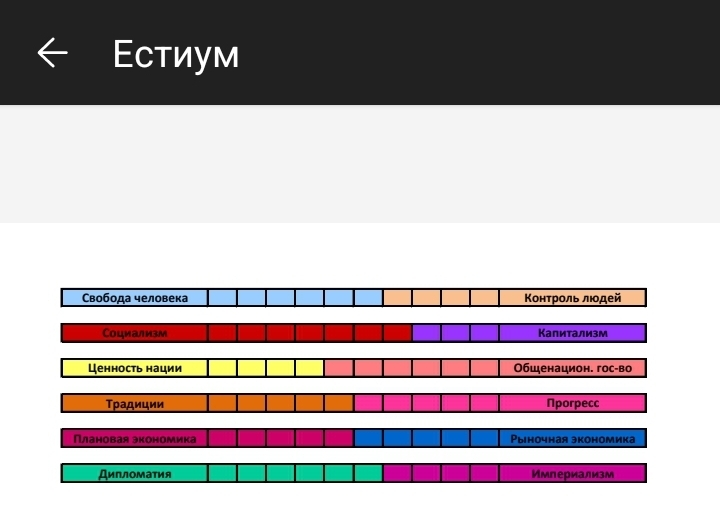 Естиум
Свобода человека Контроль людей
Социализм Капитализм
Ценность нации Общенацион. гос-во
Традиции Прогресс
Плановая экономика Рыночная экономика
Дипломатия Империализм